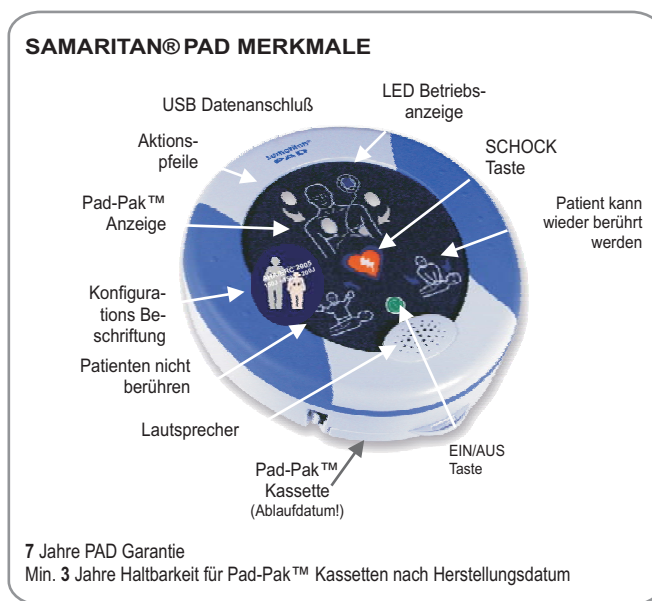 SAMARITAN® PAD MERKMALE
LED Betriebs-
anzeige
USB Datenanschluß
Aktions-
pfeile
SCHOCK
Taste
samaritan®
PAD
Pad-Pak™
Anzeige
Patient kann
wieder berührt
werden
Konfigura-
tions Be-
schriftung
Patienten nicht
berühren
Lautsprecher
EIN/AUS
Taste
Pad-Pak™
Kassette
(Ablaufdatum!)
7 Jahre PAD Garantie
Min. 3 Jahre Haltbarkeit für Pad-Pak™ Kassetten nach Herstellungsdatum